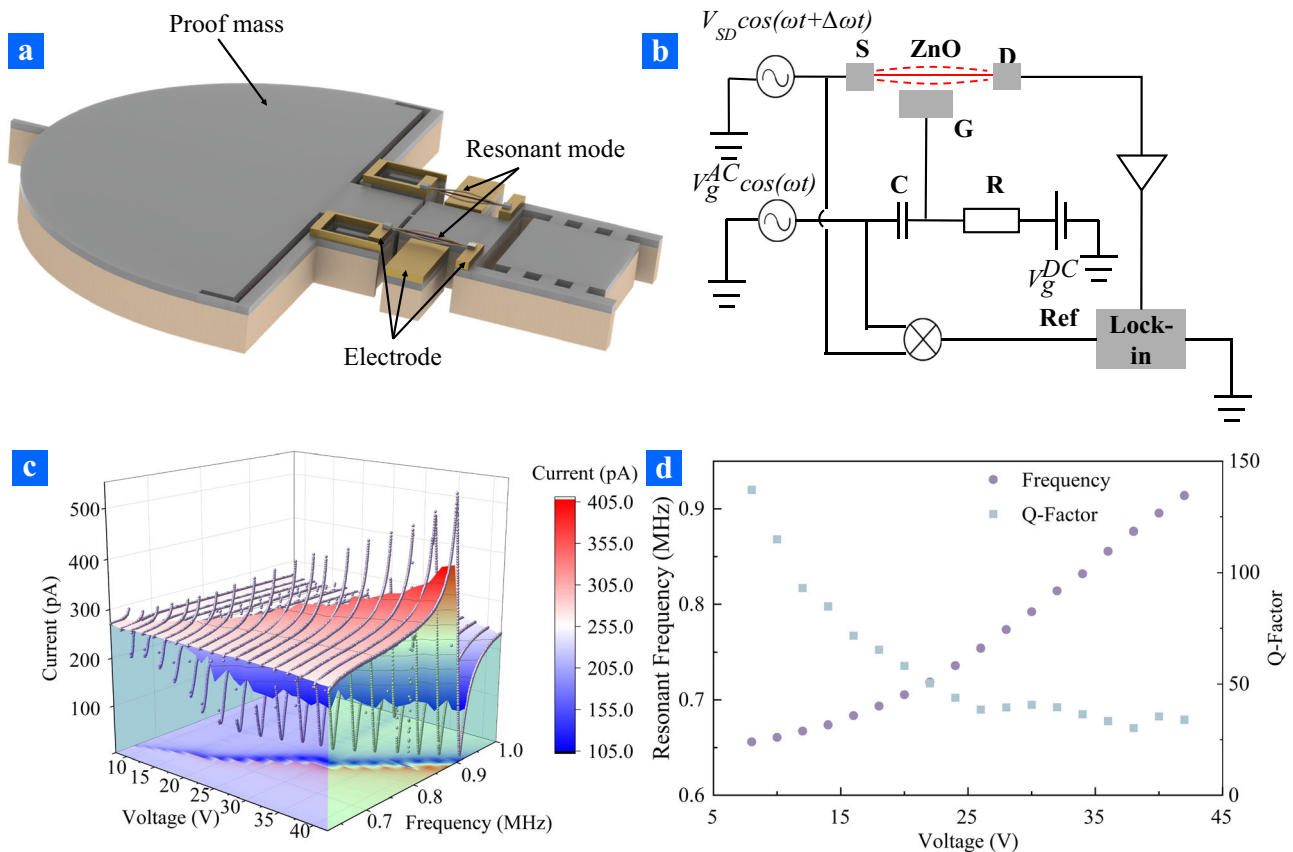 a
Proof mass
Resonant mode
Electrode
b
V_SD cos(ωt+Δωt)
S
ZnO
D
G
V_g^AC cos(ωt)
C
R
V_g^DC
Ref
Lock-
in
c
Current (pA)
500
400
300
200
100
Current (pA)
405.0
355.0
305.0
255.0
205.0
155.0
105.0
10
15
20
25
30
35
40
Voltage (V)
0.7
0.8
0.9
1.0
Frequency (MHz)
d
Frequency
Q-Factor
Resonant Frequency (MHz)
0.9
0.8
0.7
0.6
150
100
50
0
Q-Factor
5
15
25
35
45
Voltage (V)